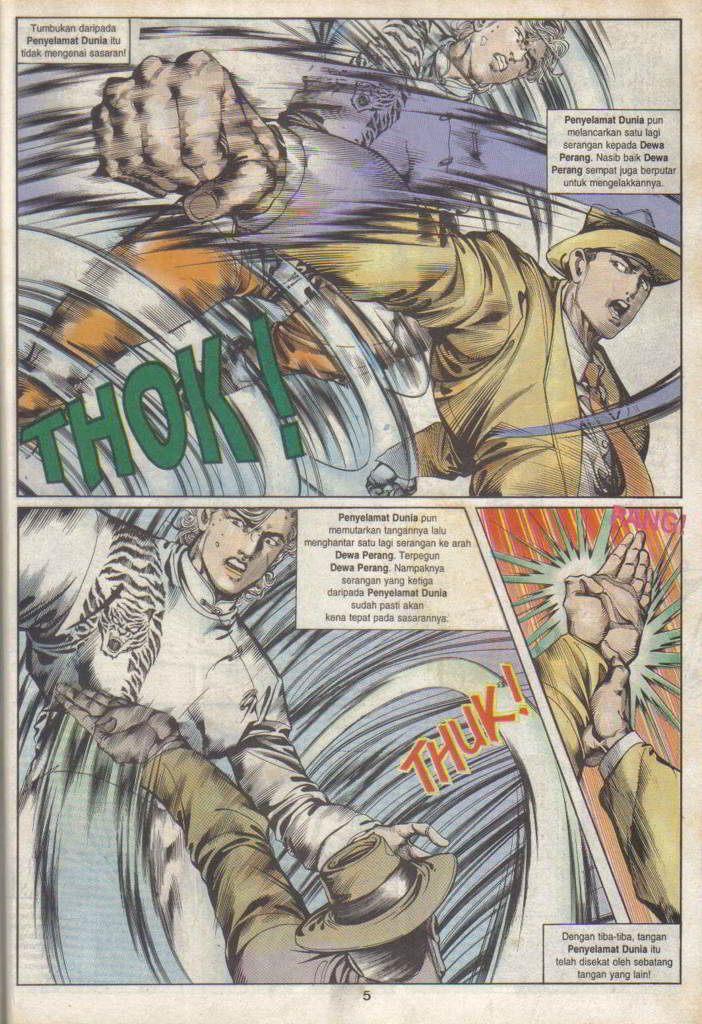 Tumbukan daripada
Penyelamat Dunia itu
tidak mengenai sasaran!
Penyelamat Dunia pun
melancarkan satu lagi
serangan kepada Dewa
Perang. Nasib baik Dewa
Perang sempat juga berputar
untuk mengelakkannya.
THOK!
Penyelamat Dunia pun
memutarkan tangannya lalu
menghantar satu lagi serangan ke arah
Dewa Perang. Terpegun
Dewa Perang. Nampaknya
serangan yang ketiga
daripada Penyelamat Dunia
sudah pasti akan
kena tepat pada sasarannya.
PANG!
THUK!
Dengan tiba-tiba, tangan
Penyelamat Dunia itu
telah disekat oleh sebatang
tangan yang lain!
5